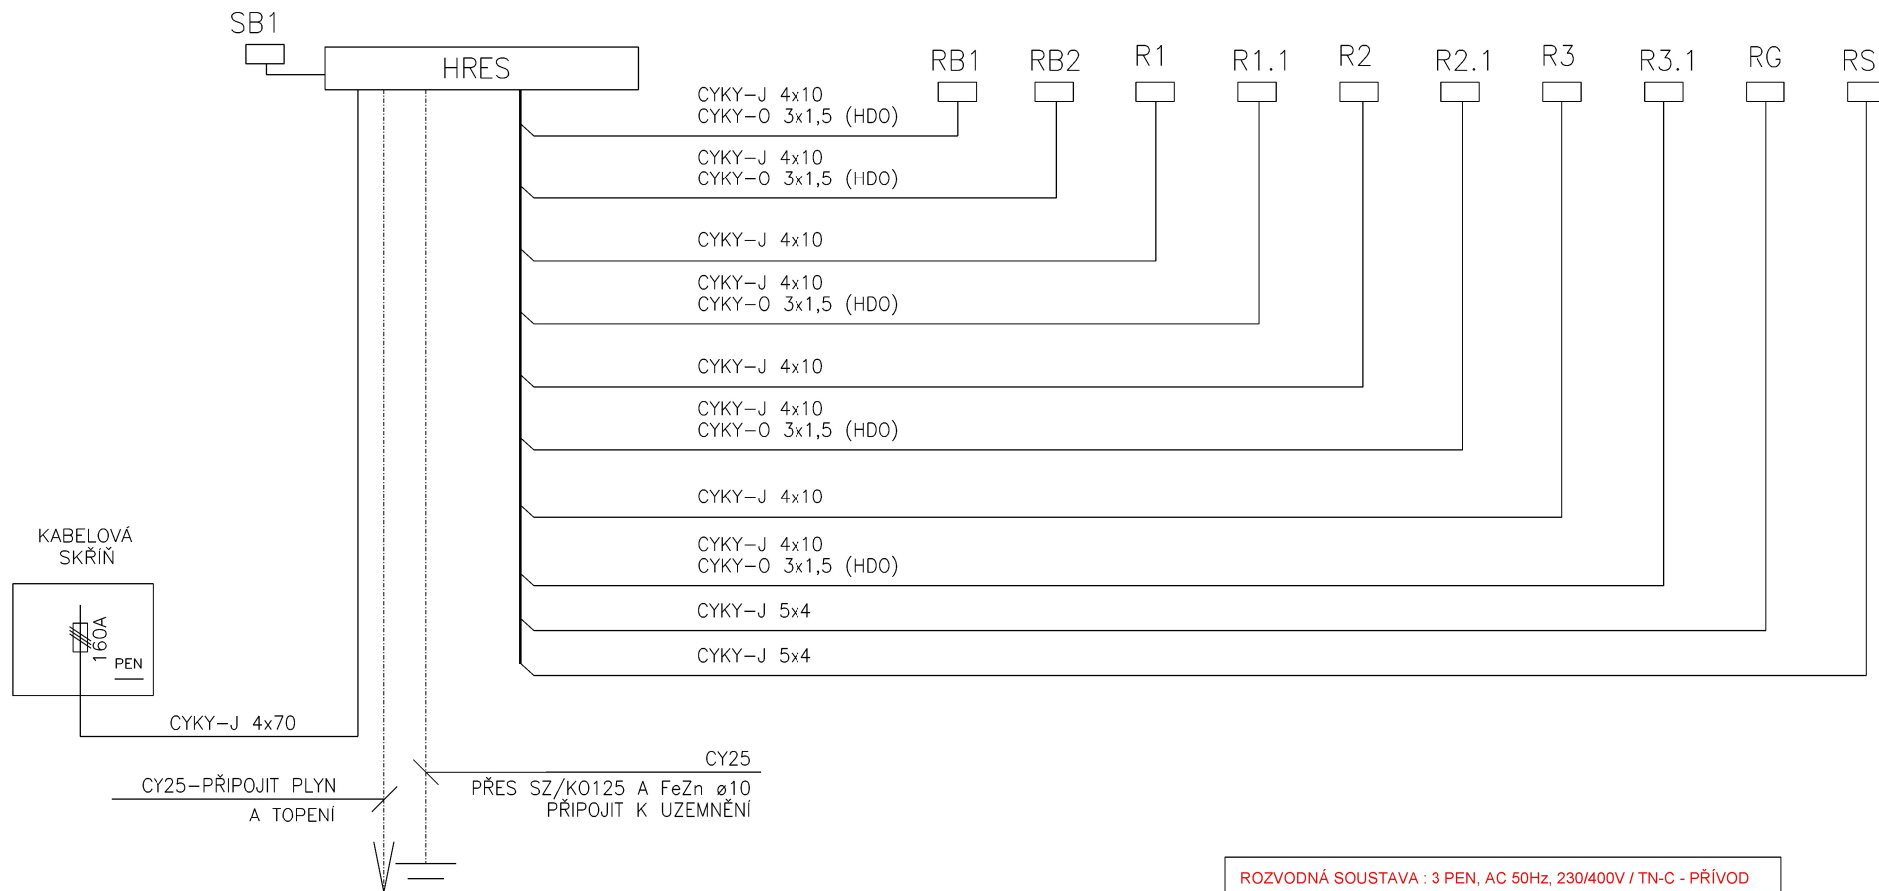 SB1
HRES
RB1
RB2
R1
R1.1
R2
R2.1
R3
R3.1
RG
RS
CYKY-J 4x10
CYKY-O 3x1,5 (HDO)
CYKY-J 4x10
CYKY-O 3x1,5 (HDO)
CYKY-J 4x10
CYKY-J 4x10
CYKY-O 3x1,5 (HDO)
CYKY-J 4x10
CYKY-J 4x10
CYKY-O 3x1,5 (HDO)
CYKY-J 4x10
CYKY-J 4x10
CYKY-O 3x1,5 (HDO)
CYKY-J 5x4
CYKY-J 5x4
KABELOVÁ
SKŘÍŇ
160A
PEN
CYKY-J 4x70
CY25-PŘIPOJIT PLYN
A TOPENÍ
CY25
PŘES SZ/KO125 A FeZn ø10
PŘIPOJIT K UZEMNĚNÍ
ROZVODNÁ SOUSTAVA : 3 PEN, AC 50Hz, 230/400V / TN-C - PŘÍVOD